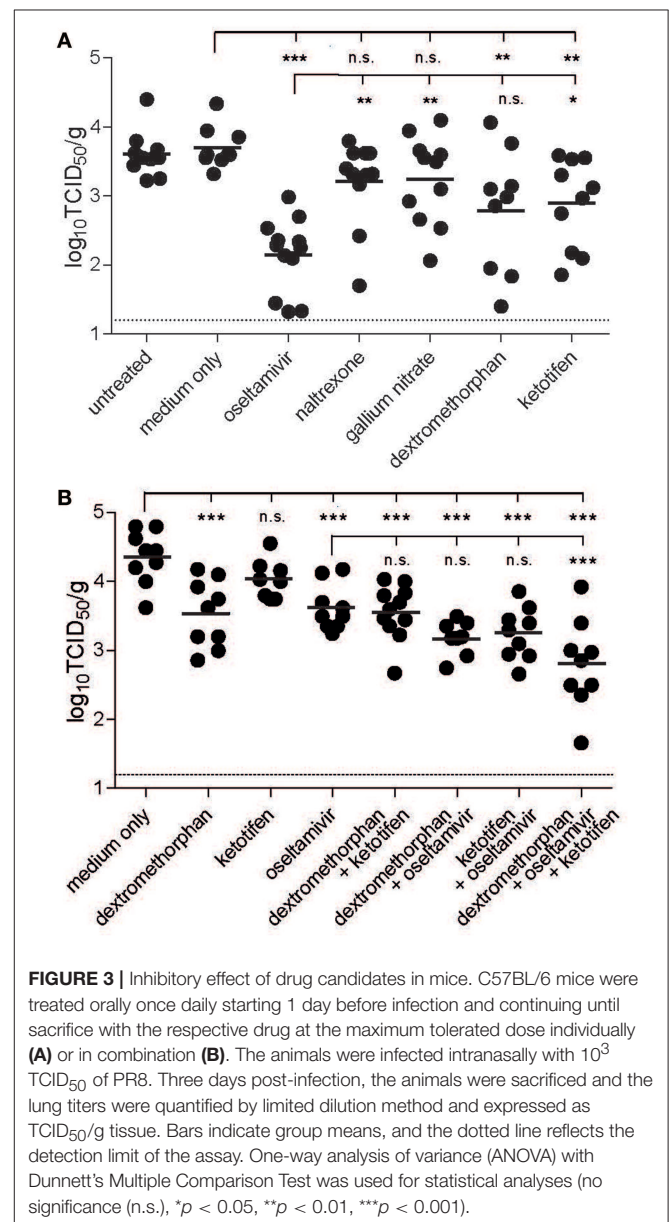 A
*** n.s. n.s. ** **
** ** n.s. *
5
4
3
2
1
log10TCID50/g
untreated
medium only
oseltamivir
naltrexone
gallium nitrate
dextromethorphan
ketotifen
B
*** n.s. *** *** *** *** ***
n.s. n.s. n.s. ***
5
4
3
2
1
log10TCID50/g
medium only
dextromethorphan
ketotifen
oseltamivir
dextromethorphan
+ ketotifen
dextromethorphan
+ oseltamivir
ketotifen
+ oseltamivir
dextromethorphan
+ oseltamivir
+ ketotifen
FIGURE 3 | Inhibitory effect of drug candidates in mice. C57BL/6 mice were
treated orally once daily starting 1 day before infection and continuing until
sacrifice with the respective drug at the maximum tolerated dose individually
(A) or in combination (B). The animals were infected intranasally with 10³
TCID50 of PR8. Three days post-infection, the animals were sacrificed and the
lung titers were quantified by limited dilution method and expressed as
TCID50/g tissue. Bars indicate group means, and the dotted line reflects the
detection limit of the assay. One-way analysis of variance (ANOVA) with
Dunnett's Multiple Comparison Test was used for statistical analyses (no
significance (n.s.), *p < 0.05, **p < 0.01, ***p < 0.001).